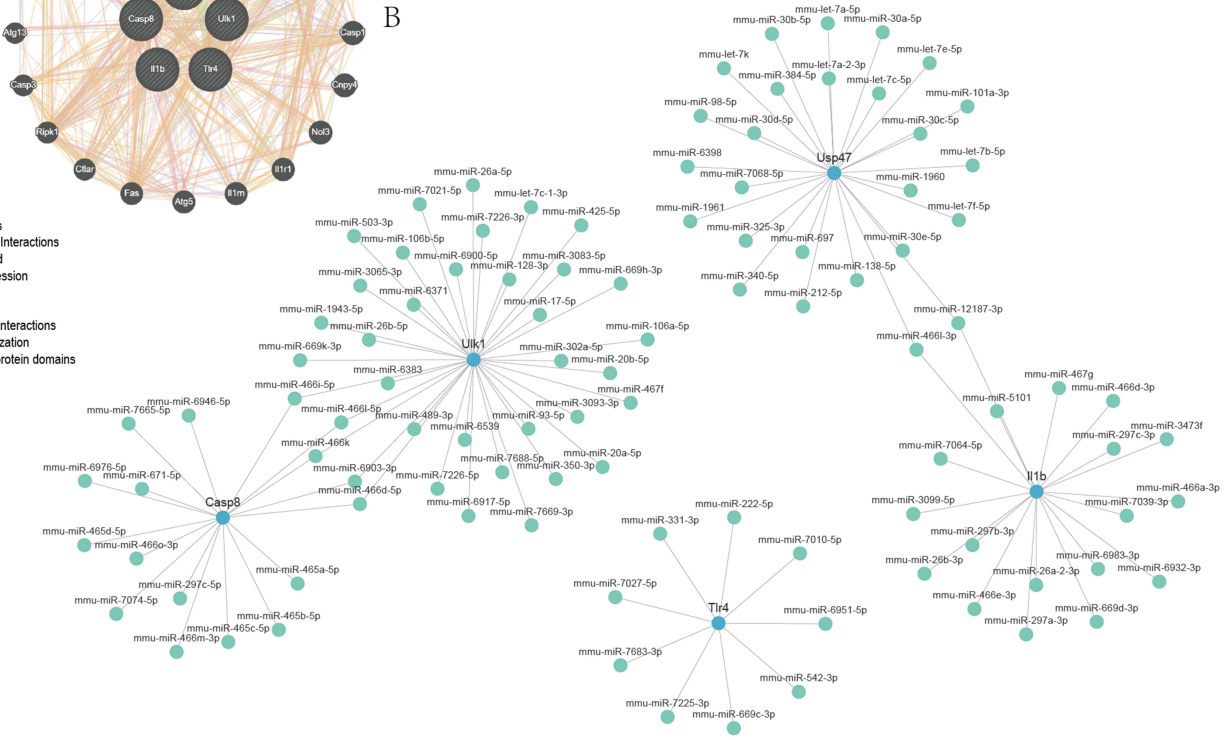 B
Casp8
Ulk1
Atg13
Casp1
Il1b
Tlr4
Casp3
Cnpy4
Ripk1
Nol3
Cflar
Il1r1
Fas
Atg5
Il1rn
s
Interactions
d
ession
nteractions
zation
protein domains
mmu-let-7a-5p
mmu-miR-30b-5p
mmu-miR-30a-5p
mmu-let-7k
mmu-let-7e-5p
mmu-let-7a-2-3p
mmu-miR-384-5p
mmu-let-7c-5p
mmu-miR-98-5p
mmu-miR-101a-3p
mmu-miR-30d-5p
mmu-miR-30c-5p
mmu-miR-6398
Usp47
mmu-let-7b-5p
mmu-miR-7068-5p
mmu-miR-1960
mmu-miR-1961
mmu-let-7f-5p
mmu-miR-325-3p
mmu-miR-697
mmu-miR-30e-5p
mmu-miR-340-5p
mmu-miR-138-5p
mmu-miR-212-5p
mmu-miR-12187-3p
mmu-miR-466l-3p
mmu-miR-5101
mmu-miR-26a-5p
mmu-miR-7021-5p
mmu-let-7c-1-3p
mmu-miR-503-3p
mmu-miR-7226-3p
mmu-miR-425-5p
mmu-miR-106b-5p
mmu-miR-6900-5p
mmu-miR-3083-5p
mmu-miR-3065-3p
mmu-miR-128-3p
mmu-miR-669h-3p
mmu-miR-6371
mmu-miR-17-5p
mmu-miR-1943-5p
mmu-miR-26b-5p
mmu-miR-106a-5p
mmu-miR-669k-3p
Ulk1
mmu-miR-302a-5p
mmu-miR-20b-5p
mmu-miR-6383
mmu-miR-466i-5p
mmu-miR-467f
mmu-miR-466l-5p
mmu-miR-3093-3p
mmu-miR-489-3p
mmu-miR-93-5p
mmu-miR-6539
mmu-miR-466k
mmu-miR-20a-5p
mmu-miR-7688-5p
mmu-miR-350-3p
mmu-miR-6903-3p
mmu-miR-7226-5p
mmu-miR-466d-5p
mmu-miR-6917-5p
mmu-miR-7669-3p
mmu-miR-6946-5p
mmu-miR-7665-5p
mmu-miR-6976-5p
mmu-miR-671-5p
Casp8
mmu-miR-465d-5p
mmu-miR-466o-3p
mmu-miR-465a-5p
mmu-miR-297c-5p
mmu-miR-7074-5p
mmu-miR-465b-5p
mmu-miR-465c-5p
mmu-miR-466m-3p
mmu-miR-222-5p
mmu-miR-331-3p
mmu-miR-7010-5p
mmu-miR-7027-5p
Tlr4
mmu-miR-6951-5p
mmu-miR-7683-3p
mmu-miR-542-3p
mmu-miR-7225-3p
mmu-miR-669c-3p
mmu-miR-467g
mmu-miR-466d-3p
mmu-miR-3473f
mmu-miR-297c-3p
mmu-miR-7064-5p
Il1b
mmu-miR-466a-3p
mmu-miR-3099-5p
mmu-miR-7039-3p
mmu-miR-297b-3p
mmu-miR-26b-3p
mmu-miR-6983-3p
mmu-miR-26a-2-3p
mmu-miR-6932-3p
mmu-miR-466e-3p
mmu-miR-669d-3p
mmu-miR-297a-3p